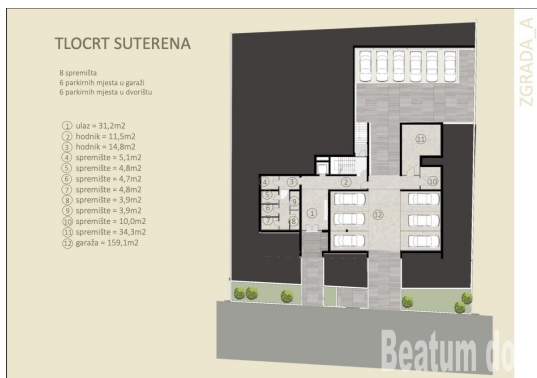 TLOCRT SUTERENA
8 spremišta
6 parkirnih mjesta u garaži
6 parkirnih mjesta u dvorištu
1 ulaz = 31,2m2
2 hodnik = 11,5m2
3 hodnik = 14,8m2
4 spremište = 5,1m2
5 spremište = 4,8m2
6 spremište = 4,7m2
7 spremište = 4,8m2
8 spremište = 3,9m2
9 spremište = 3,9m2
10 spremište = 10,0m2
11 spremište = 34,3m2
12 garaža = 159,1m2
ZGRADA_A
11
10
4
3
2
5
6
9
7
8
1
12
Beatum do